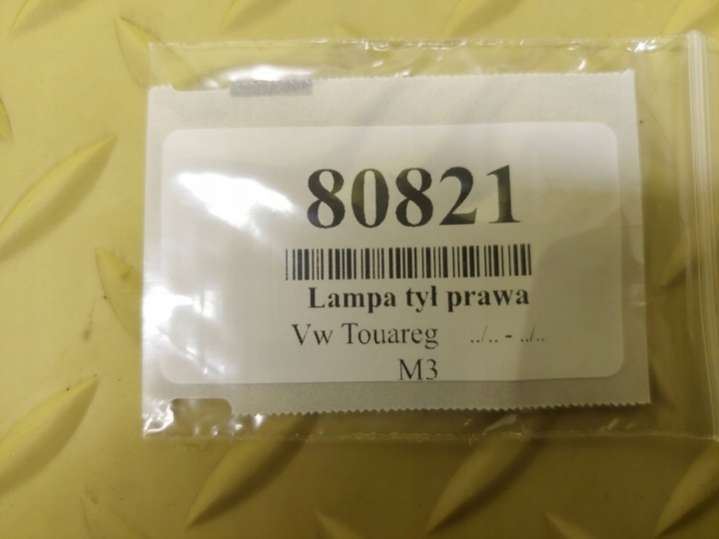 80821
Lampa tył prawa
Vw Touareg ../.. - ../..
M3